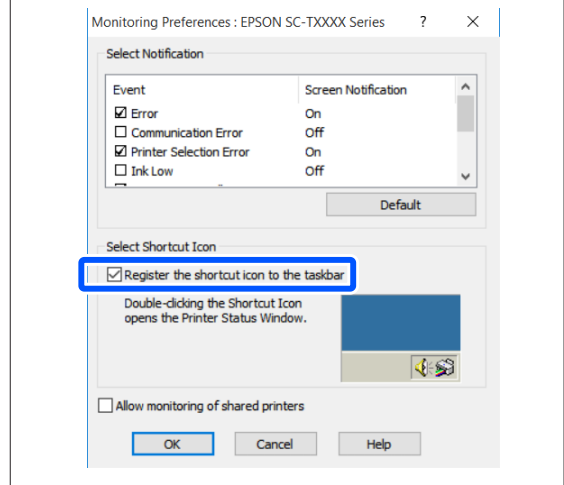 Monitoring Preferences : EPSON SC-TXXXX Series ?
Select Notification
Event Screen Notification
Error On
Communication Error Off
Printer Selection Error On
Ink Low Off
Default
Select Shortcut Icon
Register the shortcut icon to the taskbar
Double-clicking the Shortcut Icon
opens the Printer Status Window.
Allow monitoring of shared printers
OK Cancel Help